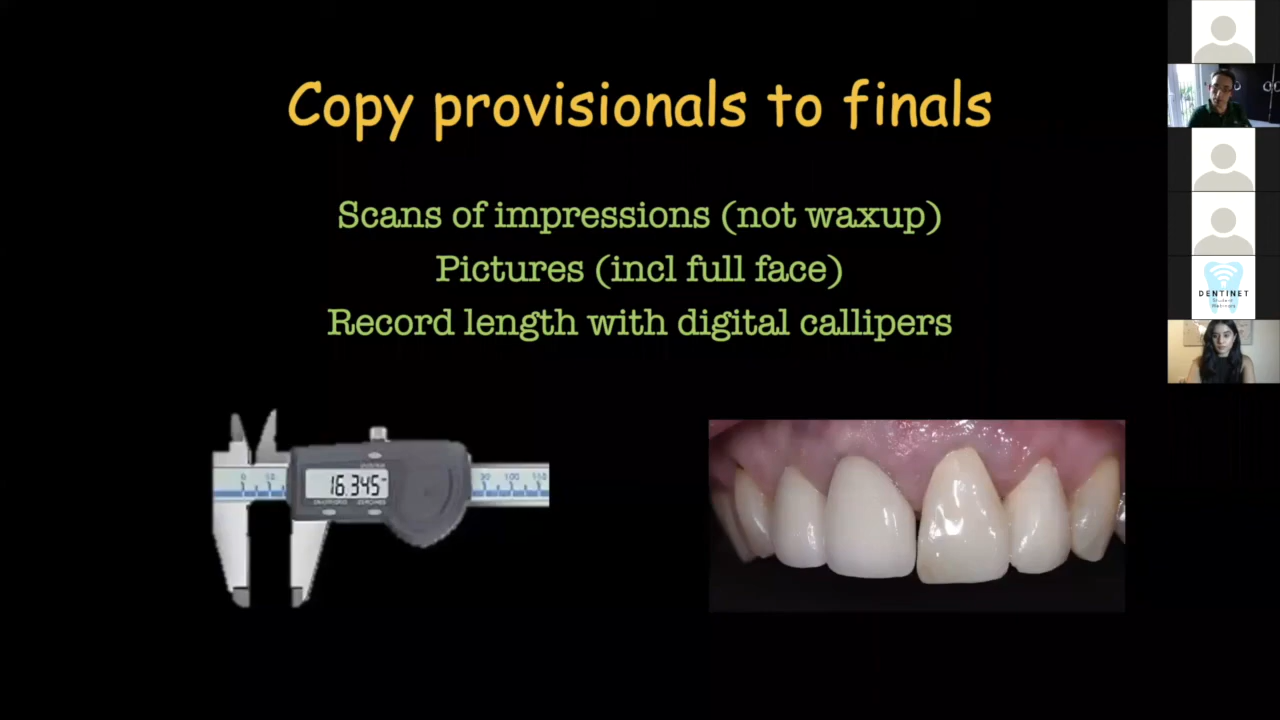 Copy provisionals to finals
Scans of impressions (not waxup)
Pictures (incl full face)
Record length with digital callipers
16.345
DENTINET